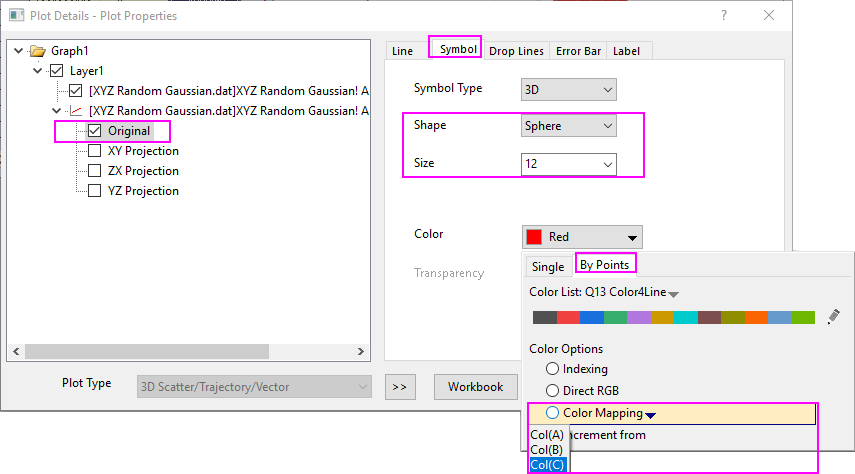 Plot Details - Plot Properties
?
Graph1
Layer1
[XYZ Random Gaussian.dat]XYZ Random Gaussian! A
[XYZ Random Gaussian.dat]XYZ Random Gaussian! A
Original
XY Projection
ZX Projection
YZ Projection
Line Symbol Drop Lines Error Bar Label
Symbol Type 3D
Shape Sphere
Size 12
Color Red
Transparency
Plot Type 3D Scatter/Trajectory/Vector >> Workbook
Single By Points
Color List: Q13 Color4Line
Color Options
Indexing
Direct RGB
Color Mapping
Col(A) ncrement from
Col(B)
Col(C)